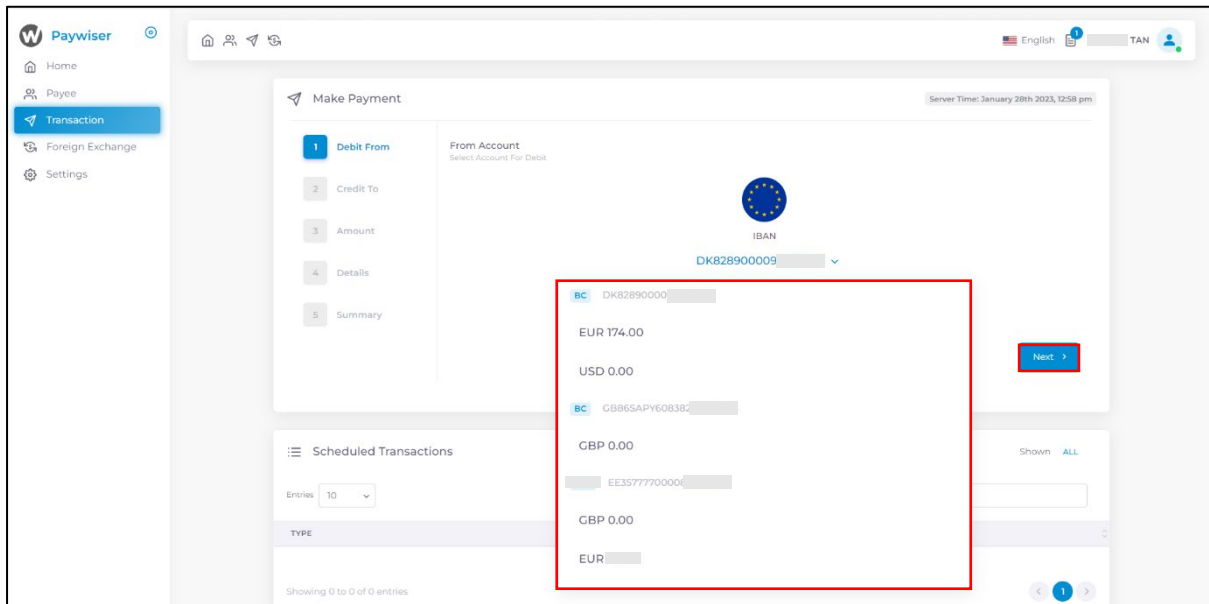 Paywiser
Home
Payee
Transaction
Foreign Exchange
Settings
English 1 TAN
Make Payment
Server Time: January 28th 2023, 12:58 pm
1 Debit From
2 Credit To
3 Amount
4 Details
5 Summary
From Account
Select Account For Debit
IBAN
DK828900009
BC DK82890000
EUR 174.00
USD 0.00
BC GB86SAPY608382
GBP 0.00
EE35777700008
GBP 0.00
EUR
Next >
Scheduled Transactions
Shown ALL
Entries 10
TYPE
Showing 0 to 0 of 0 entries
< 1 >